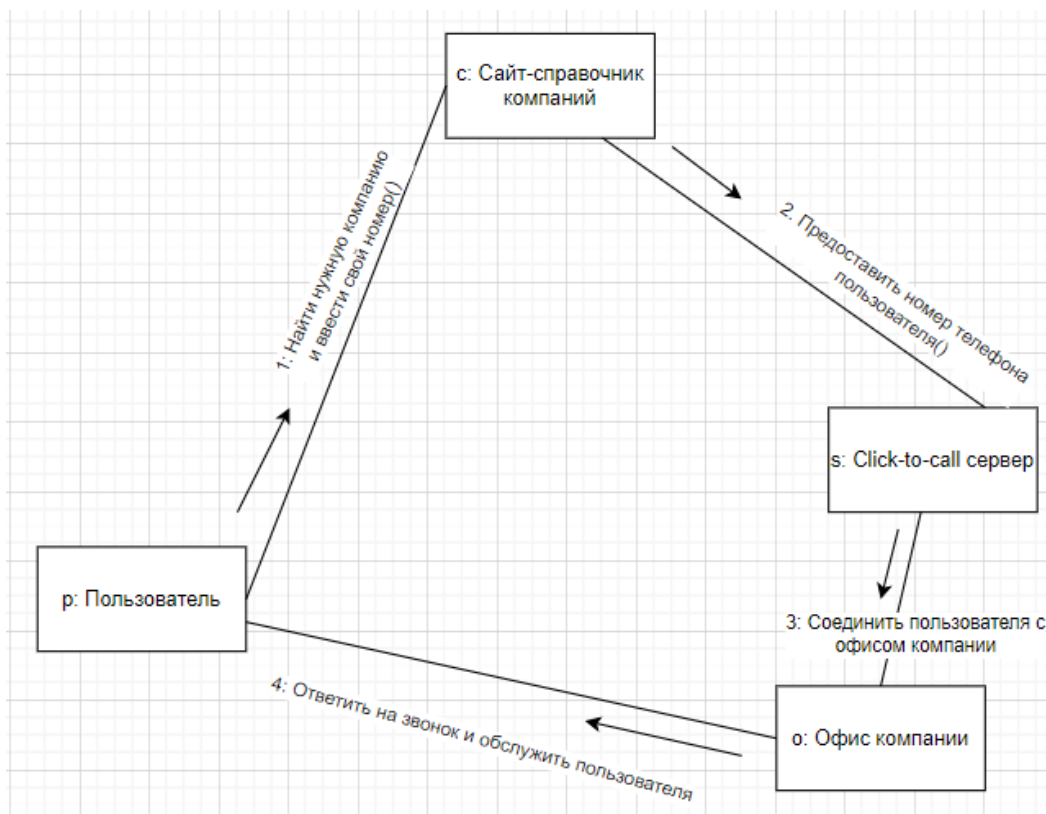 с: Сайт-справочник
компаний
1: Найти нужную компанию
и ввести свой номер()
2. Предоставить номер телефона
пользователя()
s: Click-to-call сервер
p: Пользователь
3: Соединить пользователя с
офисом компании
4: Ответить на звонок и обслужить пользователя
о: Офис компании